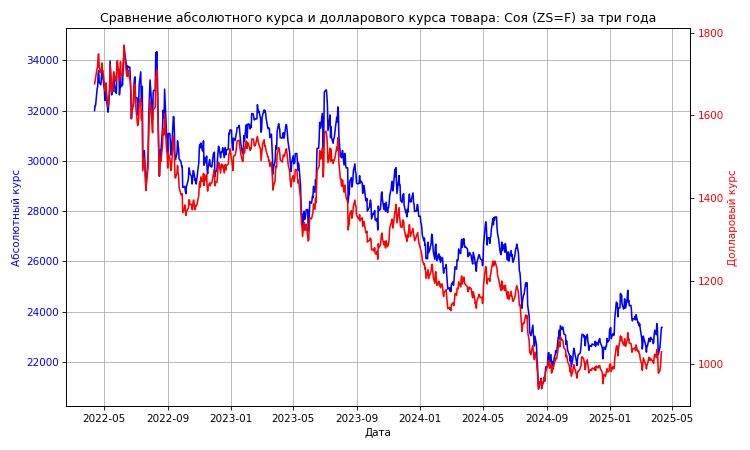 Сравнение абсолютного курса и долларового курса товара: Соя (ZS=F) за три года
Абсолютный курс
34000
32000
30000
28000
26000
24000
22000
1800
1600
1400
1200
1000
Долларовый курс
2022-05 2022-09 2023-01 2023-05 2023-09 2024-01 2024-05 2024-09 2025-01 2025-05
Дата